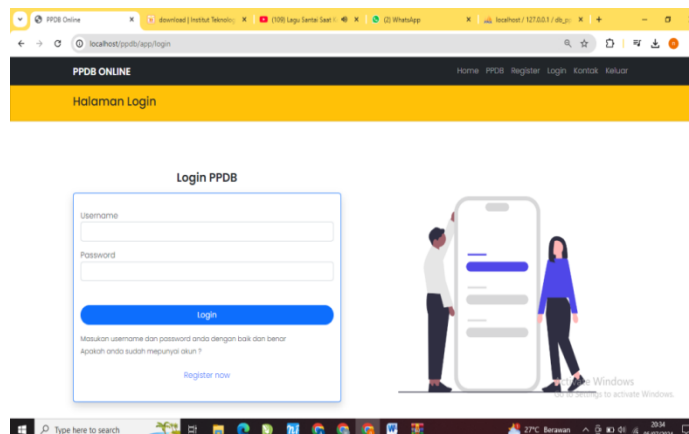 PPDB Online
download | Institut Teknolog
(109) Lagu Santai Saat
(2) WhatsApp
localhost / 127.0.0.1 / db_pp
localhost/ppdb/app/login
PPDB ONLINE
Home PPDB Register Login Kontak Keluar
Halaman Login
Login PPDB
Username
Password
Login
Masukan username dan password anda dengan baik dan benar
Apakah anda sudah mepunyai akun ?
Register now
Activate Windows
Go to Settings to activate Windows.
Type here to search
27°C Berawan
20:34